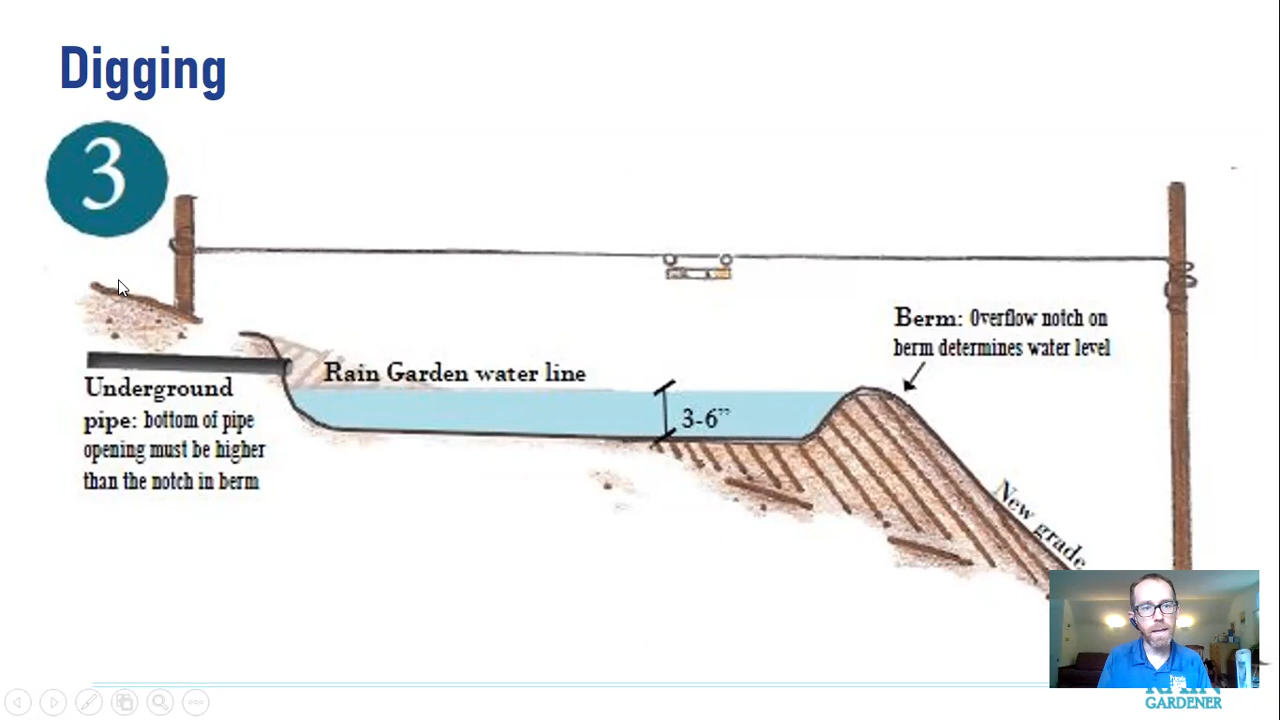 Digging
3
Berm: Overflow notch on
berm determines water level
Rain Garden water line
Underground
pipe: bottom of pipe
opening must be higher
than the notch in berm
3-6”
New grade
GARDENER